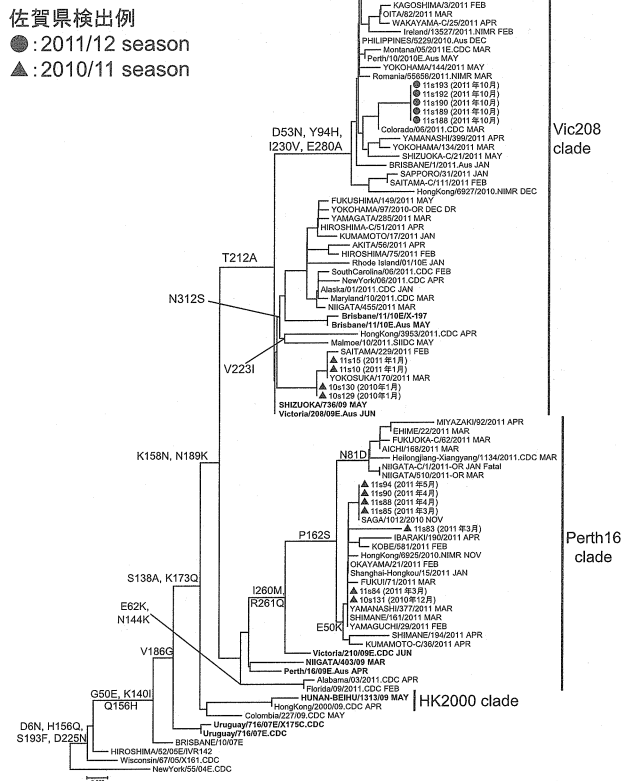 佐賀県検出例
●:2011/12 season
▲:2010/11 season
KAGOSHIMA/3/2011 FEB
OITA/82/2011 MAR
WAKAYAMA-C/25/2011 APR
Ireland/13527/2011.NIMR FEB
PHILIPPINES/5229/2010.Aus DEC
Montana/05/2011E.CDC MAR
Perth/10/2010E.Aus MAY
YOKOHAMA/144/2011 MAY
Romania/55656/2011.NIMR MAR
11s193 (2011年10月)
11s192 (2011年10月)
11s190 (2011年10月)
11s189 (2011年10月)
11s188 (2011年10月)
Colorado/06/2011.CDC MAR
D53N, Y94H,
I230V, E280A
YAMANASHI/399/2011 APR
YOKOHAMA/134/2011 MAR
SHIZUOKA-C/21/2011 MAY
BRISBANE/1/2011.Aus JAN
SAPPORO/31/2011 JAN
SAITAMA-C/111/2011 FEB
HongKong/6927/2010.NIMR DEC
Vic208
clade
FUKUSHIMA/149/2011 MAY
YOKOHAMA/97/2010-OR DEC DR
YAMAGATA/285/2011 MAR
HIROSHIMA-C/51/2011 APR
KUMAMOTO/17/2011 JAN
AKITA/56/2011 APR
HIROSHIMA/75/2011 FEB
T212A
Rhode Island/01/10E JAN
SouthCarolina/06/2011.CDC FEB
NewYork/06/2011.CDC APR
Alaska/01/2011.CDC JAN
Maryland/10/2011.CDC MAR
NIIGATA/455/2011 MAR
N312S
Brisbane/11/10E/X-197
Brisbane/11/10E.Aus MAY
HongKong/3953/2011.CDC APR
Malmoe/10/2011.SIIDC MAY
V223I
SAITAMA/229/2011 FEB
11s15 (2011年1月)
11s10 (2011年1月)
YOKOSUKA/170/2011 MAR
10s130 (2010年1月)
10s129 (2010年1月)
SHIZUOKA/736/09 MAY
Victoria/208/09E.Aus JUN
MIYAZAKI/92/2011 APR
EHIME/22/2011 MAR
FUKUOKA-C/62/2011 MAR
AICHI/168/2011 MAR
K158N, N189K
N81D
Heilongjiang-Xiangyang/1134/2011.CDC MAR
NIIGATA-C/1/2011-OR JAN Fatal
NIIGATA/510/2011-OR MAR
11s94 (2011年5月)
11s90 (2011年4月)
11s88 (2011年4月)
11s85 (2011年3月)
SAGA/1012/2010 NOV
11s83 (2011年3月)
P162S
IBARAKI/190/2011 APR
KOBE/581/2011 FEB
HongKong/6925/2010.NIMR NOV
Perth16
clade
OKAYAMA/21/2011 FEB
Shanghai-Hongkou/15/2011 JAN
FUKUI/71/2011 MAR
S138A, K173Q
11s84 (2011年3月)
10s131 (2010年12月)
I260M,
R261Q
YAMANASHI/377/2011 MAR
SHIMANE/161/2011 MAR
E50K
YAMAGUCHI/29/2011 FEB
E62K,
N144K
SHIMANE/194/2011 APR
KUMAMOTO-C/36/2011 APR
V186G
Victoria/210/09E.CDC JUN
NIIGATA/403/09 MAR
Perth/16/09E.Aus APR
Alabama/03/2011.CDC APR
Florida/09/2011.CDC FEB
G50E, K140I
Q156H
HUNAN-BEIHU/1313/09 MAY
HongKong/2000/09.CDC APR
HK2000 clade
Colombia/227/09.CDC MAY
D6N, H156Q,
S193F, D225N
Uruguay/716/07E/X175C.CDC
Uruguay/716/07E.CDC
BRISBANE/10/07E
HIROSHIMA/52/05E/IVR142
Wisconsin/67/05/X161.CDC
NewYork/55/04E.CDC